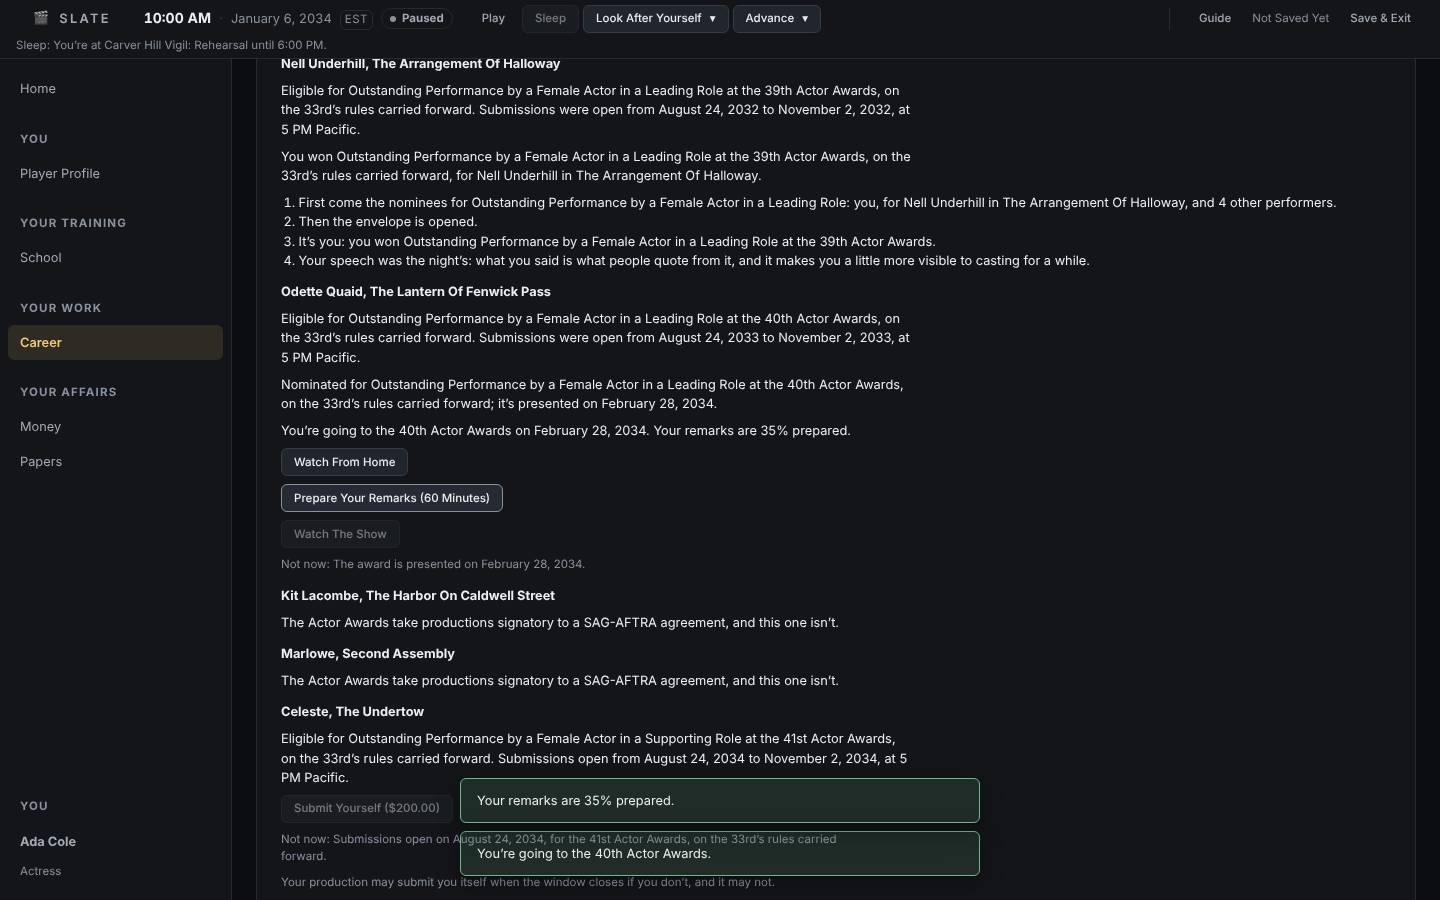 SLATE
10:00 AM · January 6, 2034 EST Paused Play Sleep Look After Yourself ▾ Advance ▾ Guide Not Saved Yet Save & Exit
Sleep: You're at Carver Hill Vigil: Rehearsal until 6:00 PM.
Home
YOU
Player Profile
YOUR TRAINING
School
YOUR WORK
Career
YOUR AFFAIRS
Money
Papers
YOU
Ada Cole
Actress
Nell Underhill, The Arrangement Of Halloway
Eligible for Outstanding Performance by a Female Actor in a Leading Role at the 39th Actor Awards, on
the 33rd's rules carried forward. Submissions were open from August 24, 2032 to November 2, 2032, at
5 PM Pacific.
You won Outstanding Performance by a Female Actor in a Leading Role at the 39th Actor Awards, on the
33rd's rules carried forward, for Nell Underhill in The Arrangement Of Halloway.
1. First come the nominees for Outstanding Performance by a Female Actor in a Leading Role: you, for Nell Underhill in The Arrangement Of Halloway, and 4 other performers.
2. Then the envelope is opened.
3. It's you: you won Outstanding Performance by a Female Actor in a Leading Role at the 39th Actor Awards.
4. Your speech was the night's: what you said is what people quote from it, and it makes you a little more visible to casting for a while.
Odette Quaid, The Lantern Of Fenwick Pass
Eligible for Outstanding Performance by a Female Actor in a Leading Role at the 40th Actor Awards, on
the 33rd's rules carried forward. Submissions were open from August 24, 2033 to November 2, 2033, at
5 PM Pacific.
Nominated for Outstanding Performance by a Female Actor in a Leading Role at the 40th Actor Awards,
on the 33rd's rules carried forward; it's presented on February 28, 2034.
You're going to the 40th Actor Awards on February 28, 2034. Your remarks are 35% prepared.
Watch From Home
Prepare Your Remarks (60 Minutes)
Watch The Show
Not now: The award is presented on February 28, 2034.
Kit Lacombe, The Harbor On Caldwell Street
The Actor Awards take productions signatory to a SAG-AFTRA agreement, and this one isn't.
Marlowe, Second Assembly
The Actor Awards take productions signatory to a SAG-AFTRA agreement, and this one isn't.
Celeste, The Undertow
Eligible for Outstanding Performance by a Female Actor in a Supporting Role at the 41st Actor Awards,
on the 33rd's rules carried forward. Submissions open from August 24, 2034 to November 2, 2034, at 5
PM Pacific.
Submit Yourself ($200.00)
Not now: Submissions open on August 24, 2034, for the 41st Actor Awards, on the 33rd's rules carried
forward.
Your production may submit you itself when the window closes if you don't, and it may not.
Your remarks are 35% prepared.
You're going to the 40th Actor Awards.